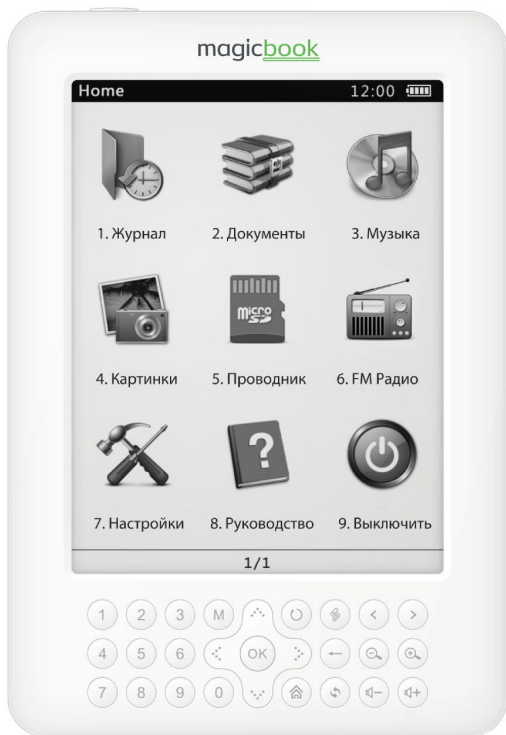 magicbook
Home 12:00
1. Журнал 2. Документы 3. Музыка
micro SD
4. Картинки 5. Проводник 6. FM Радио
7. Настройки 8. Руководство 9. Выключить
1/1
1 2 3 M
4 5 6 OK
7 8 9 0